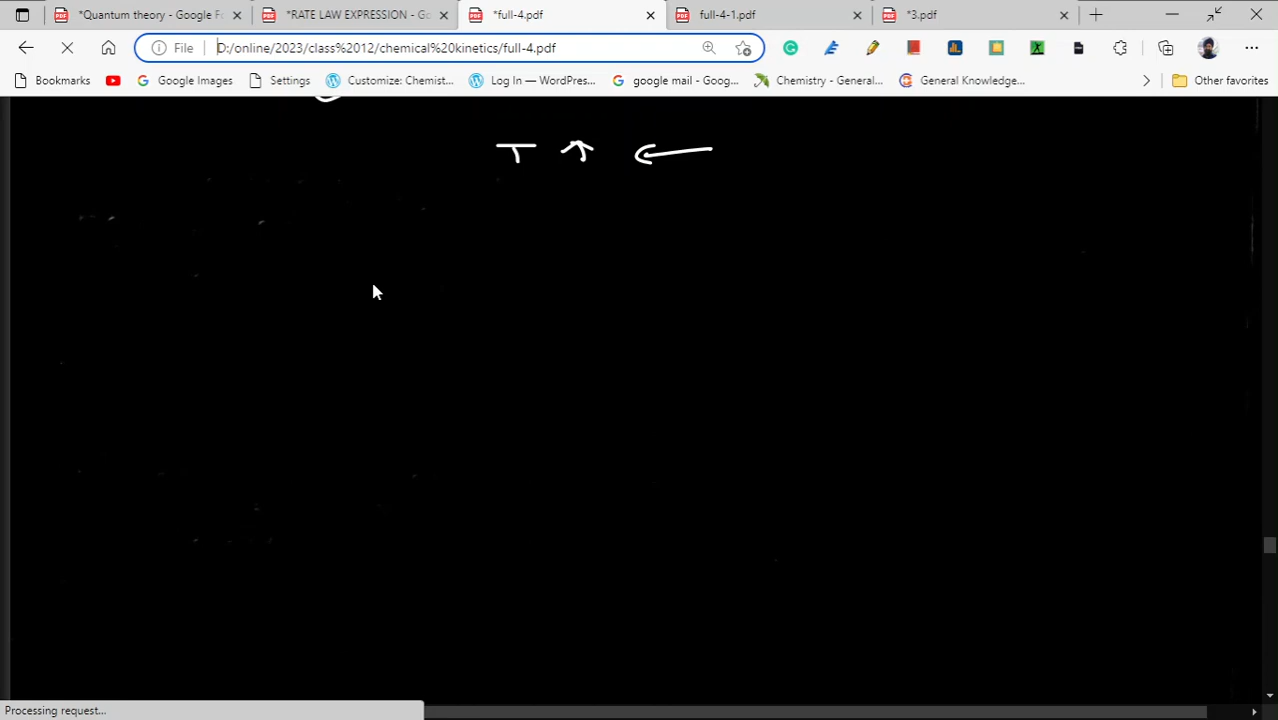 *Quantum theory - Google Fo
*RATE LAW EXPRESSION - Go
*full-4.pdf
full-4-1.pdf
*3.pdf
File
D:/online/2023/class%2012/chemical%20kinetics/full-4.pdf
Bookmarks
Google Images
Settings
Customize: Chemist...
Log In — WordPres...
google mail - Goog...
Chemistry - General...
General Knowledge...
Other favorites
T ↑ ←
Processing request...